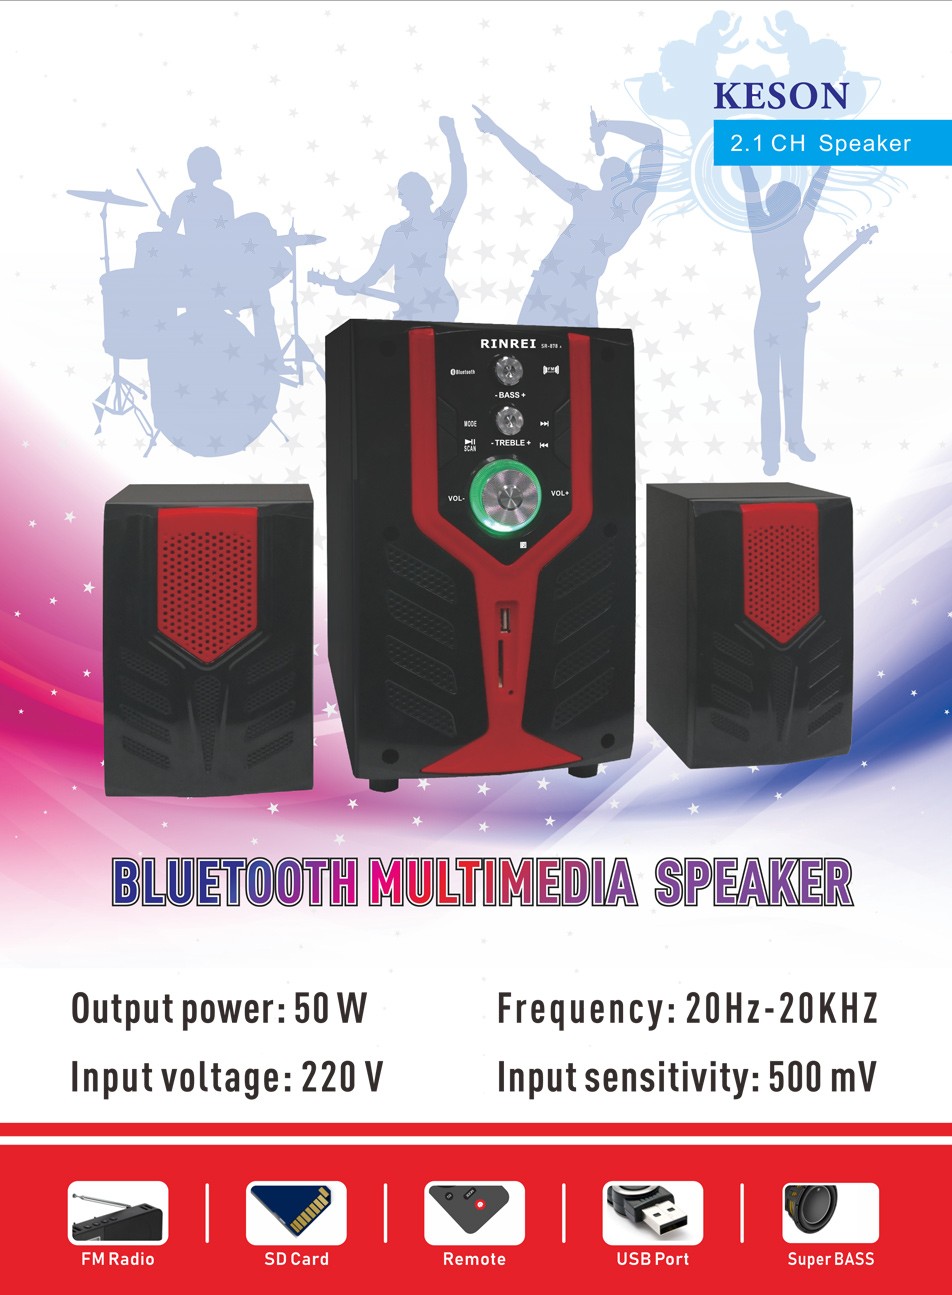 KESON
2.1 CH Speaker
RINREI
Bluetooth
FM
- BASS +
MODE
SCAN
- TREBLE +
VOL-
VOL+
BLUETOOTH MULTIMEDIA SPEAKER
Output power: 50 W
Frequency: 20Hz-20KHZ
Input voltage: 220 V
Input sensitivity: 500 mV
FM Radio
SD Card
Remote
USB Port
Super BASS